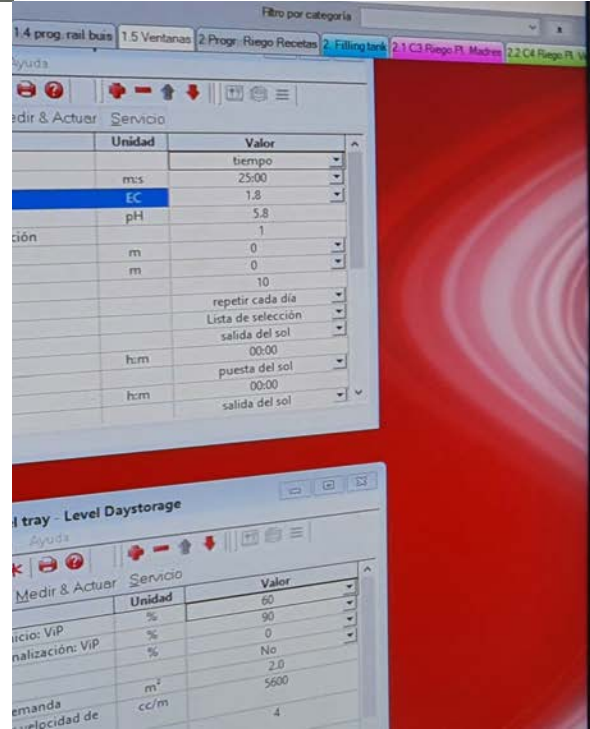 Filtro por categoría
1.4 prog. rail buis 1.5 Ventanas 2 Progr. Riego Recetas 2. Filling tank 2.1 C3 Riego Pl. Madres 2.2 C4 Riego Pl.
Ayuda
edir & Actuar Servicio
Unidad Valor
tiempo
m:s 25:00
EC 1.8
pH 5.8
ción 1
m 0
m 0
10
repetir cada día
Lista de selección
salida del sol
h:m 00:00
puesta del sol
h:m 00:00
salida del sol
l tray - Level Daystorage
Ayuda
Medir & Actuar Servicio
Unidad Valor
% 60
icio: ViP % 90
nalización: ViP % 0
No
2.0
m² 5600
emanda cc/m
velocidad de 4